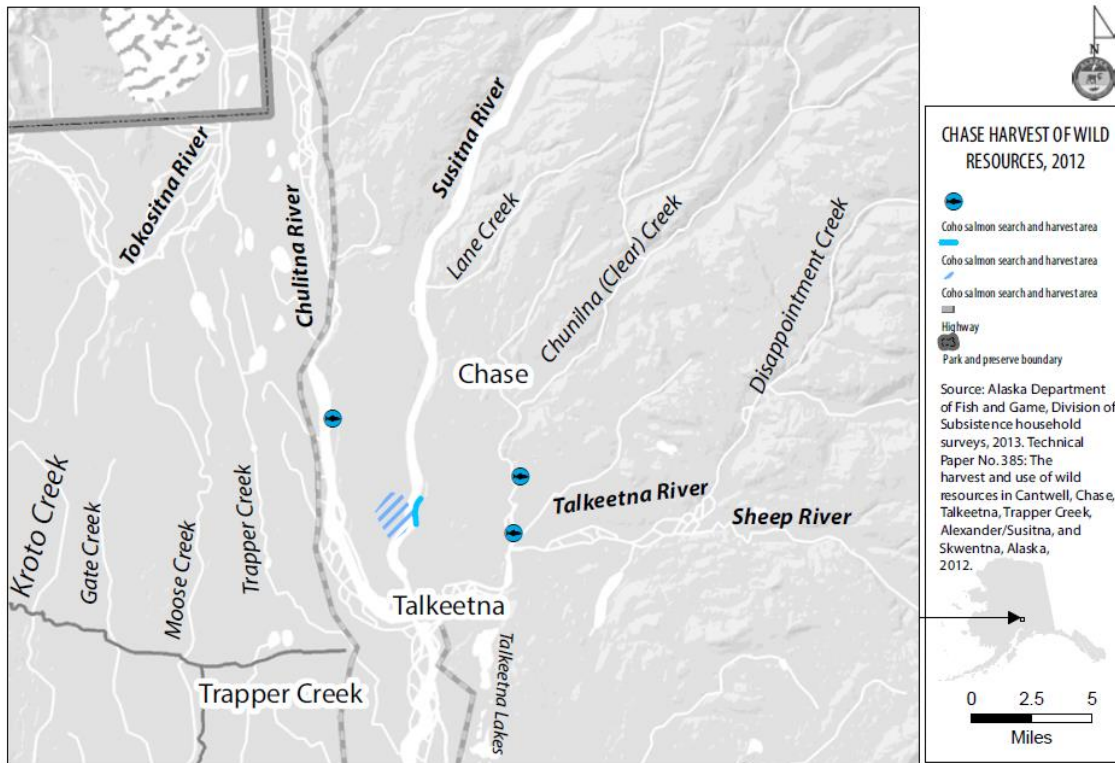 Tokositna River
Chulitna River
Susitna River
Lane Creek
Chunilna (Clear) Creek
Disappointment Creek
Chase
Kroto Creek
Gate Creek
Moose Creek
Trapper Creek
Talkeetna River
Sheep River
Talkeetna
Trapper Creek
Talkeetna Lakes
N
CHASE HARVEST OF WILD
RESOURCES, 2012
Coho salmon search and harvest area
Coho salmon search and harvest area
Coho salmon search and harvest area
Highway
Park and preserve boundary
Source: Alaska Department
of Fish and Game, Division of
Subsistence household
surveys, 2013. Technical
Paper No. 385: The
harvest and use of wild
resources in Cantwell, Chase,
Talkeetna, Trapper Creek,
Alexander/Susitna, and
Skwentna, Alaska,
2012.
0 2.5 5
Miles